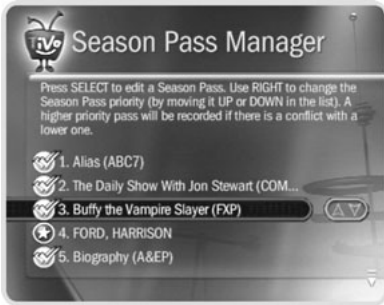 TiVo Season Pass Manager
Press SELECT to edit a Season Pass. Use RIGHT to change the
Season Pass priority (by moving it UP or DOWN in the list). A
higher priority pass will be recorded if there is a conflict with a
lower one.
1. Alias (ABC7)
2. The Daily Show With Jon Stewart (COM...
3. Buffy the Vampire Slayer (FXP)
4. FORD, HARRISON
5. Biography (A&EP)